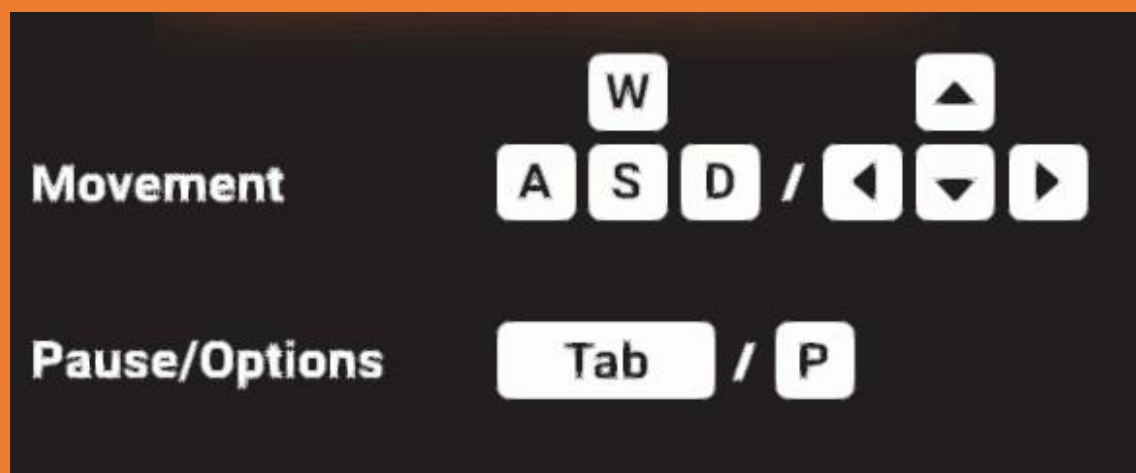 W ▲
Movement A S D / ◀ ▼ ▶
Pause/Options Tab / P